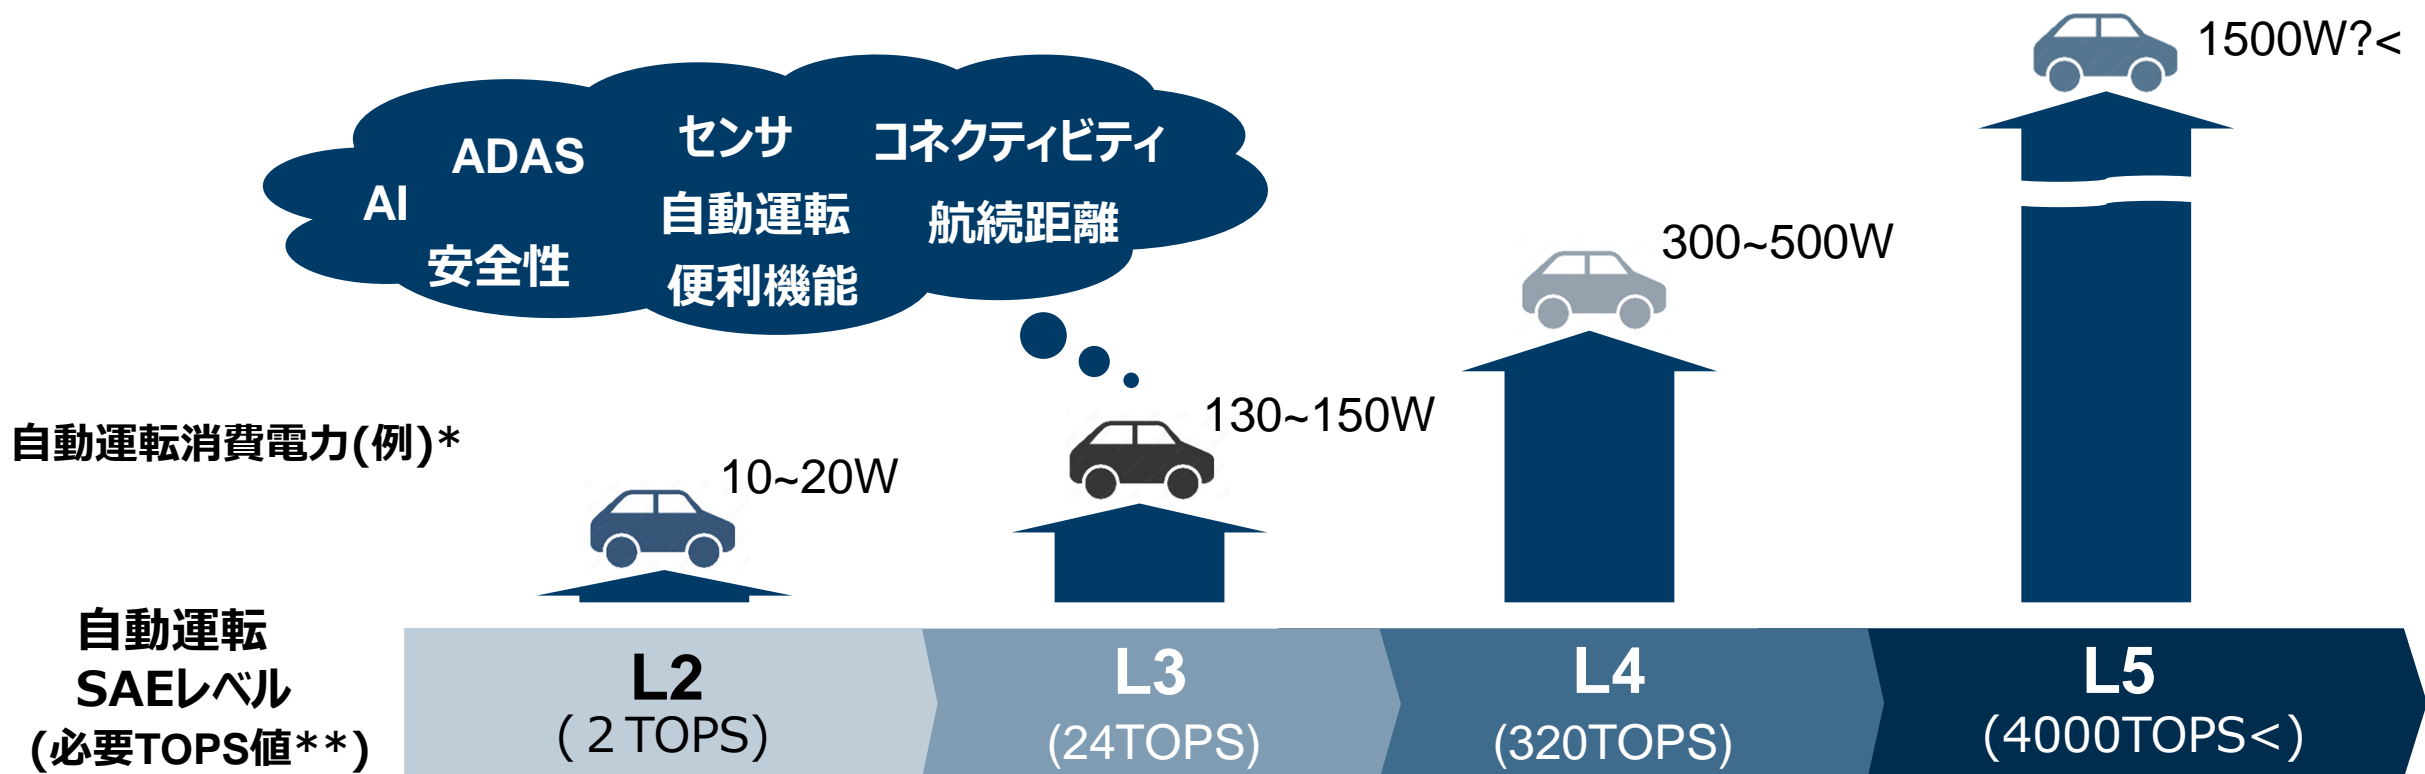 1500W?<
センサ
コネクティビティ
ADAS
AI
自動運転
航続距離
安全性
便利機能
300~500W
130~150W
自動運転消費電力(例)*
10~20W
自動運転
SAEレベル
(必要TOPS値**)
L2
(２TOPS)
L3
(24TOPS)
L4
(320TOPS)
L5
(4000TOPS<)